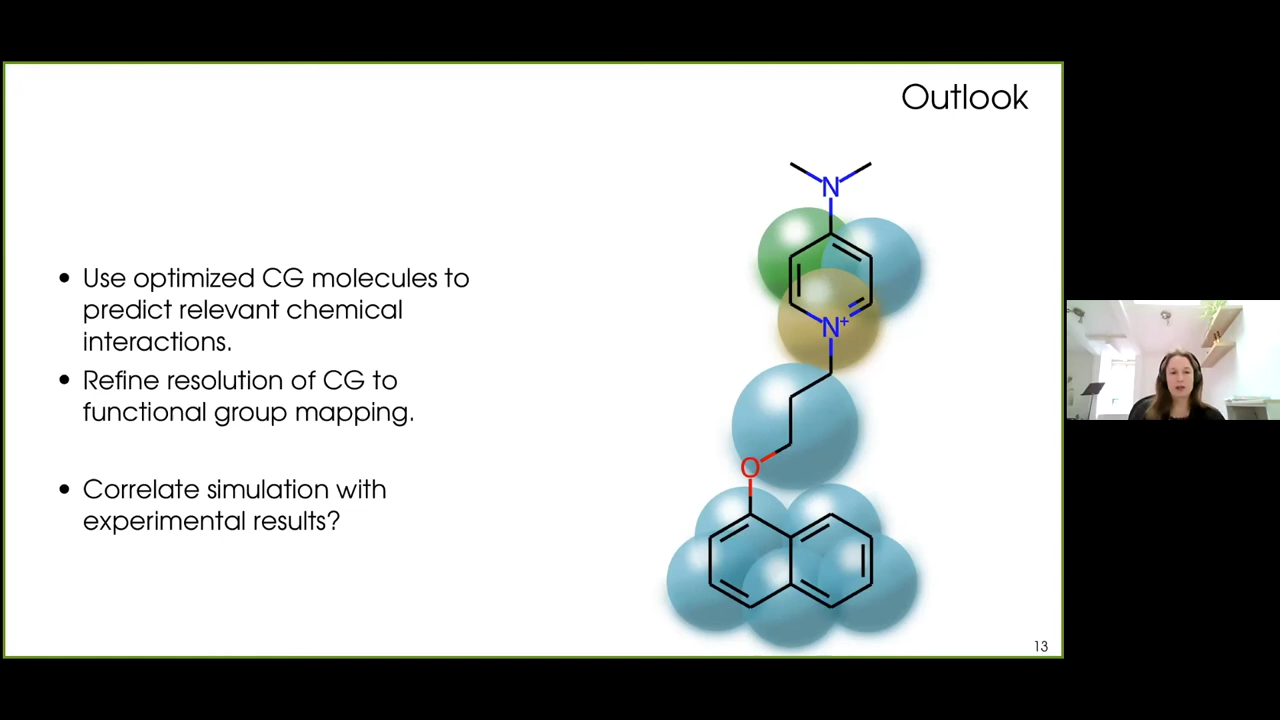 Outlook
• Use optimized CG molecules to
predict relevant chemical
interactions.
• Refine resolution of CG to
functional group mapping.
• Correlate simulation with
experimental results?
N
N+
O
13